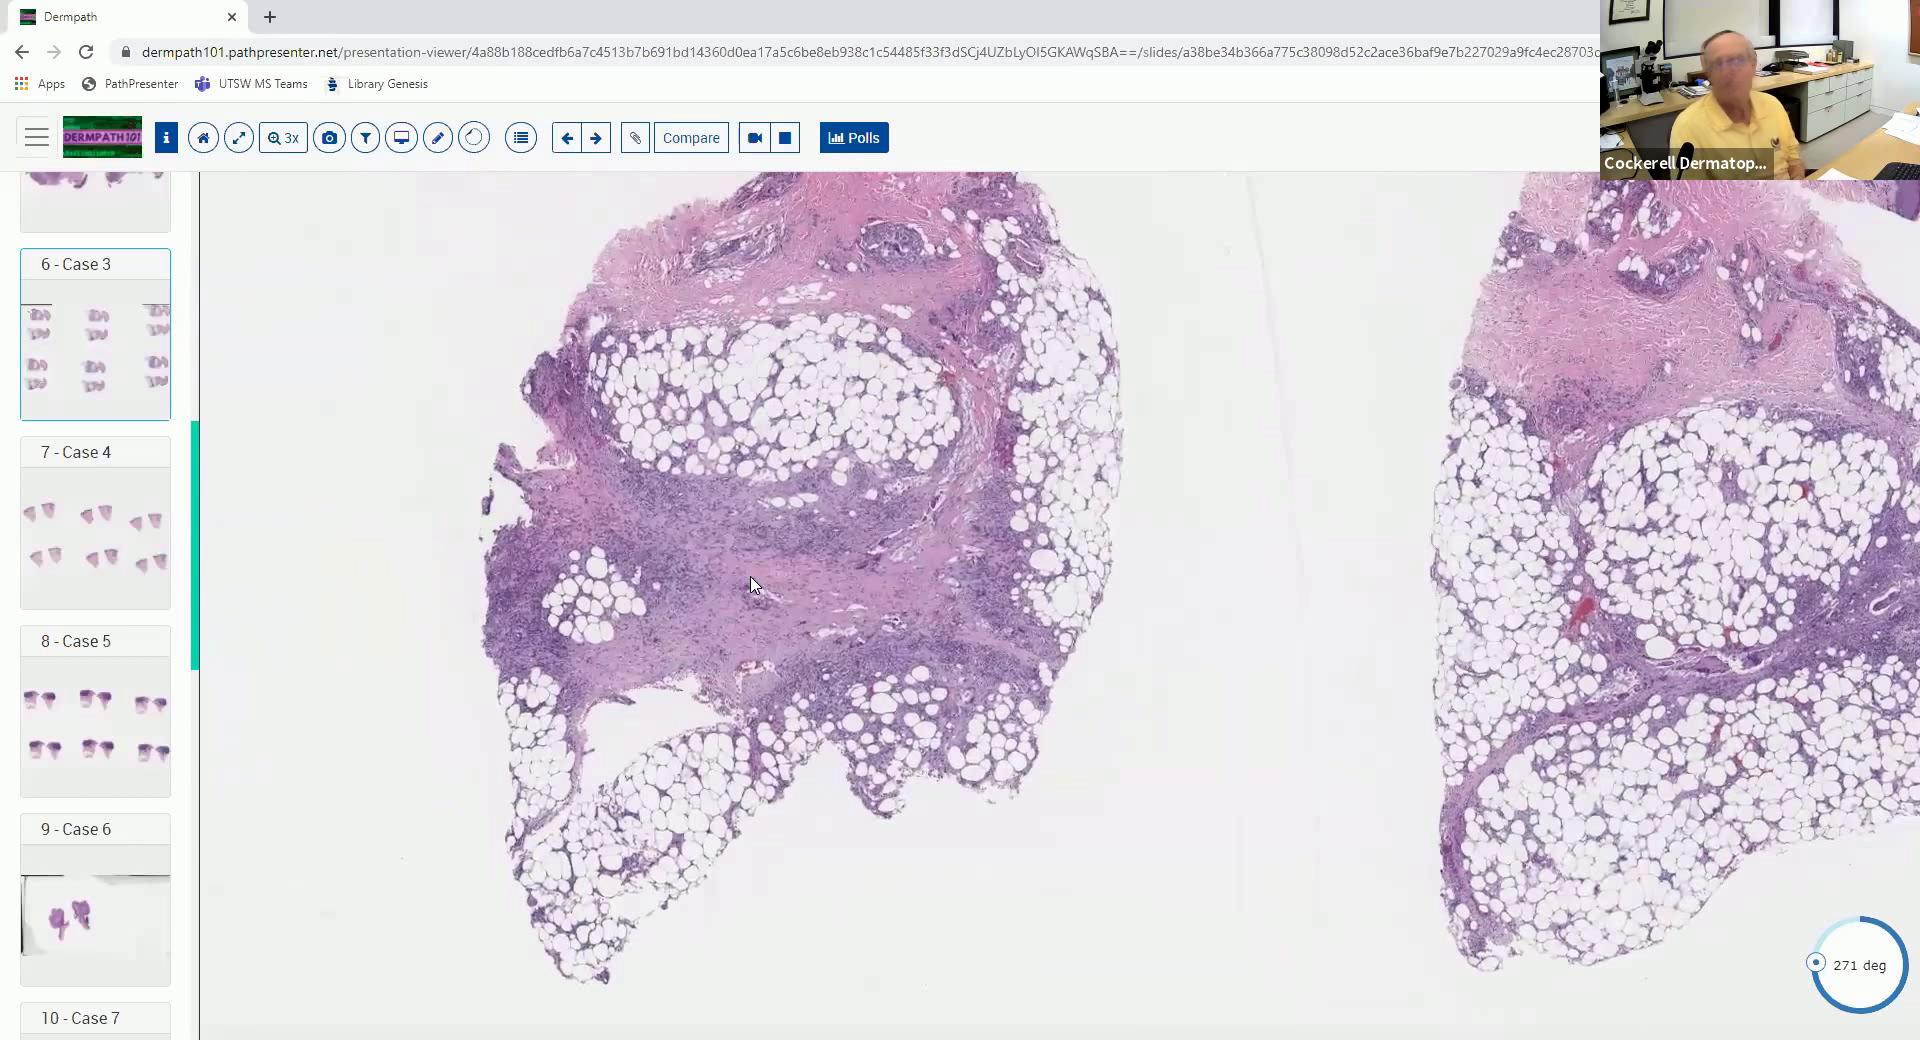 Dermpath
dermpath101.pathpresenter.net/presentation-viewer/4a88b188cedfb6a7c4513b7b691bd14360d0ea17a5c6be8eb938c1c54485f33f3dSCj4UZbLyOI5GKAWqSBA==/slides/a38be34b366a775c38098d52c2ace36baf9e7b227029a9fc4ec28703c
Apps
PathPresenter
UTSW MS Teams
Library Genesis
DERMPATH 101
3x
Compare
Polls
Cockerell Dermatop...
6 - Case 3
7 - Case 4
8 - Case 5
9 - Case 6
10 - Case 7
271 deg